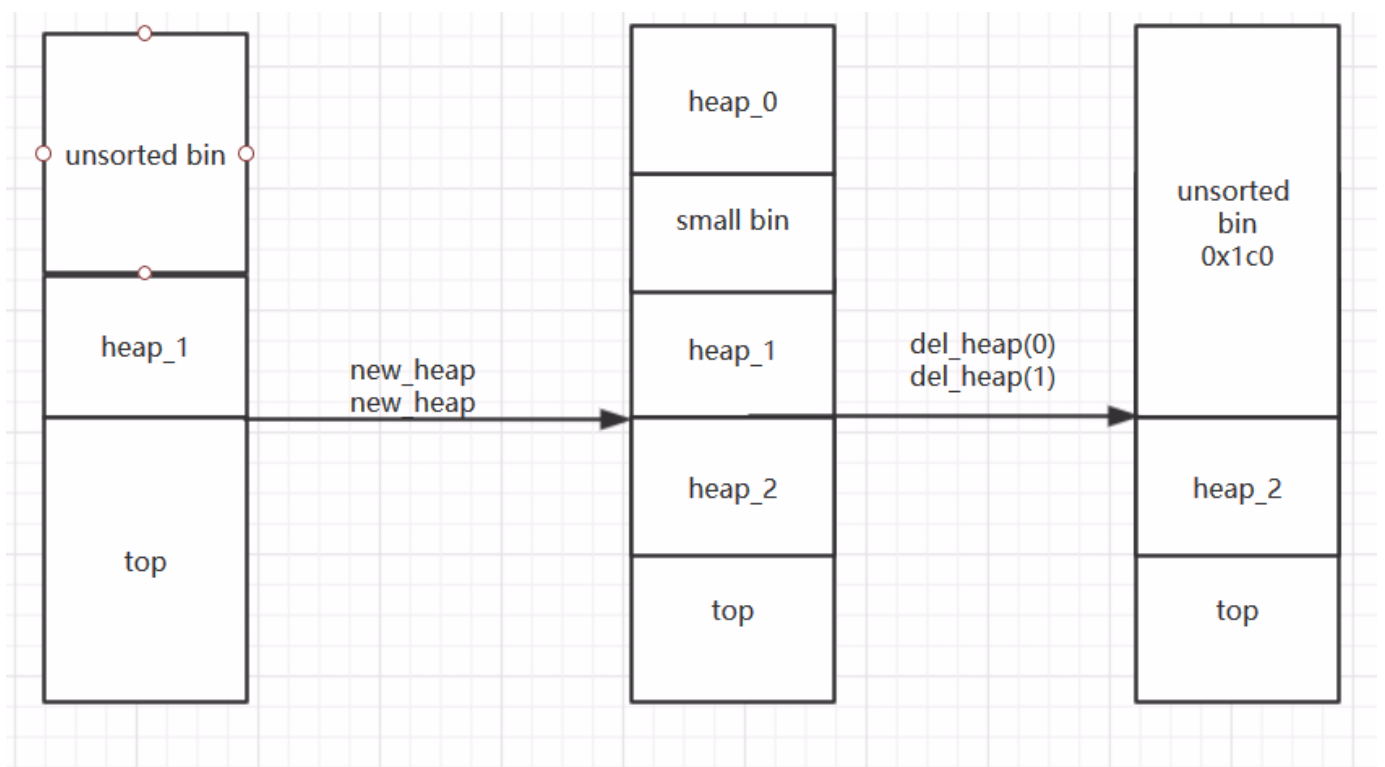 unsorted bin
heap_1
top
new_heap
new_heap
heap_0
small bin
heap_1
heap_2
top
del_heap(0)
del_heap(1)
unsorted
bin
0x1c0
heap_2
top